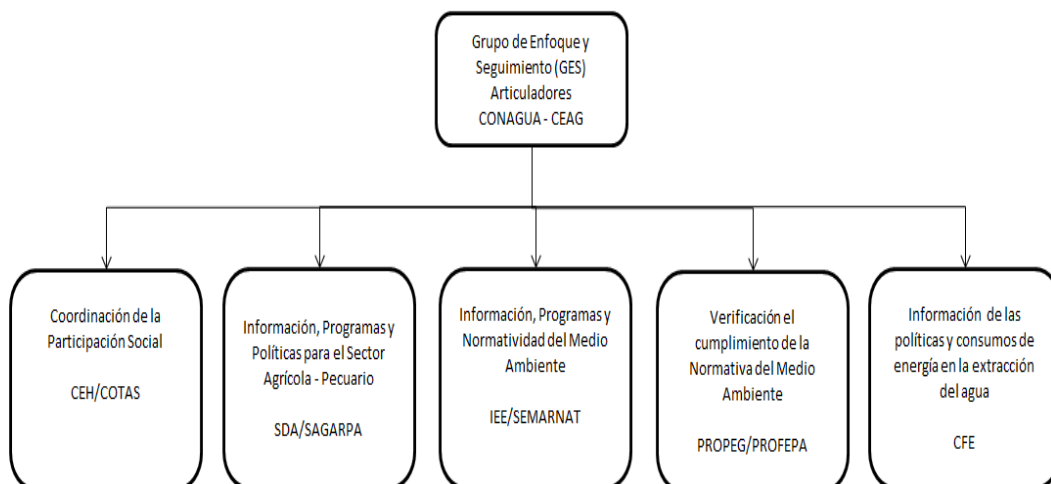 Grupo de Enfoque y
Seguimiento (GES)
Articuladores
CONAGUA - CEAG
Coordinación de la
Participación Social
CEH/COTAS
Información, Programas y
Políticas para el Sector
Agrícola - Pecuario
SDA/SAGARPA
Información, Programas y
Normatividad del Medio
Ambiente
IEE/SEMARNAT
Verificación el
cumplimiento de la
Normativa del Medio
Ambiente
PROPEG/PROFEPA
Información de las
políticas y consumos de
energía en la extracción
del agua
CFE